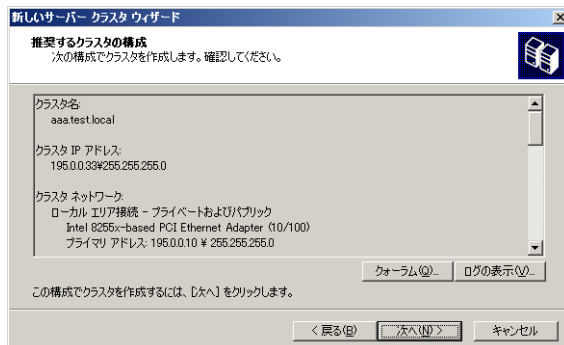 新しいサーバー クラスタ ウィザード
推奨するクラスタの構成
次の構成でクラスタを作成します。確認してください。
クラスタ名:
aaa.test.local
クラスタ IP アドレス:
195.0.0.33¥255.255.255.0
クラスタ ネットワーク:
ローカル エリア接続 - プライベートおよびパブリック
Intel 8255x-based PCI Ethernet Adapter (10/100)
プライマリ アドレス: 195.0.0.10 ¥ 255.255.255.0
クォーラム(Q)... ログの表示(V)...
この構成でクラスタを作成するには、[次へ] をクリックします。
< 戻る(B) 次へ(N) > キャンセル